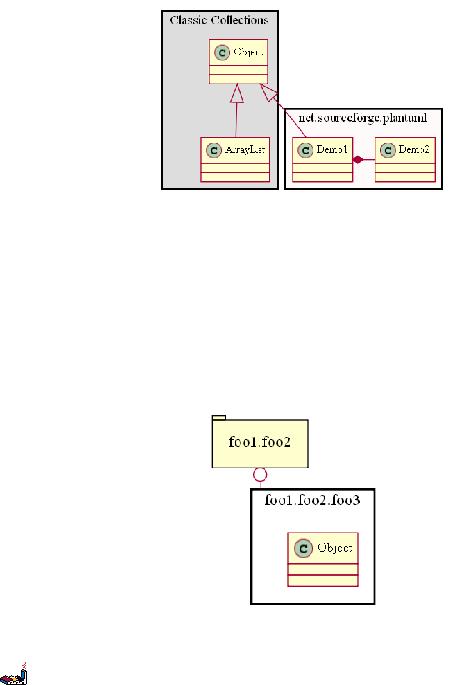 Classic Collections
C Object
net.sourceforge.plantuml
C ArrayList
C Demo1
C Demo2
foo1.foo2
foo1.foo2.foo3
C Object